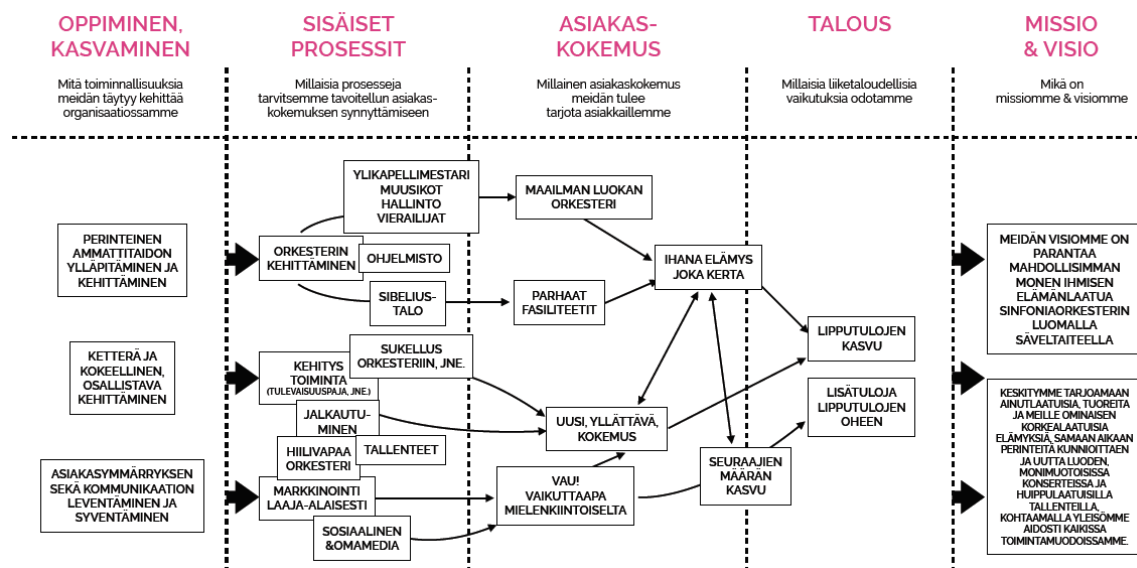 OPPIMINEN,
KASVAMINEN
Mitä toiminnallisuuksia
meidän täytyy kehittää
organisaatiossamme
SISÄISET
PROSESSIT
Millaisia prosesseja
tarvitsemme tavoitellun asiakas-
kokemuksen synnyttämiseen
ASIAKAS-
KOKEMUS
Millainen asiakaskokemus
meidän tulee
tarjota asiakkaillemme
TALOUS
Millaisia liiketaloudellisia
vaikutuksia odotamme
MISSIO
& VISIO
Mikä on
missiomme & visiomme
PERINTEINEN
AMMATTITAIDON
YLLÄPITÄMINEN JA
KEHITTÄMINEN
KETTERÄ JA
KOKEELLINEN,
OSALLISTAVA
KEHITTÄMINEN
ASIAKASYMMÄRRYKSEN
SEKÄ KOMMUNIKAATION
LEVENTÄMINEN JA
SYVENTÄMINEN
YLIKAPELLIMESTARI
MUUSIKOT
HALLINTO
VIERAILIJAT
ORKESTERIN
KEHITTÄMINEN
OHJELMISTO
SIBELIUS-
TALO
SUKELLUS
ORKESTERIIN, JNE.
KEHITYS
TOIMINTA
(TULEVAISUUSPAJA, JNE.)
JALKAUTU-
MINEN
HIILIVAPAA
ORKESTERI
TALLENTEET
MARKKINOINTI
LAAJA-ALAISESTI
SOSIAALINEN
&OMAMEDIA
MAAILMAN LUOKAN
ORKESTERI
PARHAAT
FASILITEETIT
IHANA ELÄMYS
JOKA KERTA
UUSI, YLLÄTTÄVÄ,
KOKEMUS
VAU!
VAIKUTTAAPA
MIELENKIINTOISELTA
SEURAAJIEN
MÄÄRÄN
KASVU
LIPPUTULOJEN
KASVU
LISÄTULOJA
LIPPUTULOJEN
OHEEN
MEIDÄN VISIOMME ON
PARANTAA
MAHDOLLISIMMAN
MONEN IHMISEN
ELÄMÄNLAATUA
SINFONIAORKESTERIN
LUOMALLA
SÄVELTAITEELLA
KESKITYMME TARJOAMAAN
AINUTLAATUISIA, TUOREITA
JA MEILLE OMINAISEN
KORKEALAATUISIA
ELÄMYKSIÄ, SAMAAN AIKAAN
PERINTEITÄ KUNNIOITTAEN
JA UUTTA LUODEN,
MONIMUOTOISISSA
KONSERTEISSA JA
HUIPPULAATUISILLA
TALLENTEILLA,
KOHTAAMALLA YLEISÖMME
AIDOSTI KAIKISSA
TOIMINTAMUODOISSAMME.